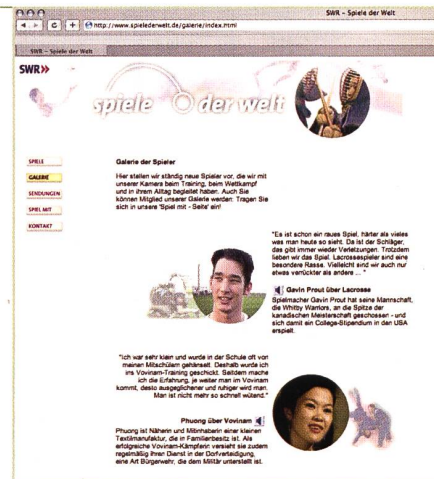 SWR – Spiele der Welt
http://www.spielederwelt.de/galerie/index.html
SWR – Spiele der Welt
SWR»
spiele der welt
SPIELE
GALERIE
SENDUNGEN
SPIEL MIT
KONTAKT
Galerie der Spieler
Hier stellen wir ständig neue Spieler vor, die wir mit
unserer Kamera beim Training, beim Wettkampf
und in ihrem Alltag begleitet haben. Auch Sie
können Mitglied unserer Galerie werden: Tragen Sie
sich in unsere 'Spiel mit - Seite' ein!
"Es ist schon ein raues Spiel, härter als vieles
was man heute so sieht. Da ist der Schläger,
das gibt immer wieder Verletzungen. Trotzdem
lieben wir das Spiel. Lacrossespieler sind eine
besondere Rasse. Vielleicht sind wir auch nur
etwas verrückter als andere ... "
Gavin Prout über Lacrosse
Spielmacher Gavin Prout hat seine Mannschaft,
die Whitby Warriors, an die Spitze der
kanadischen Meisterschaft geschossen - und
sich damit ein College-Stipendium in den USA
erspielt.
"Ich war sehr klein und wurde in der Schule oft von
meinen Mitschülern gehänselt. Deshalb wurde ich
ins Vovinam-Training geschickt. Seitdem mache
ich die Erfahrung, je weiter man im Vovinam
kommt, desto ausgeglichener und ruhiger wird man.
Man ist nicht mehr so schnell wütend."
Phuong über Vovinam
Phuong ist Näherin und Mitinhaberin einer kleinen
Textilmanufaktur, die in Familienbesitz ist. Als
erfolgreiche Vovinam-Kämpferin versieht sie zudem
regelmäßig ihren Dienst in der Dorfverteidigung,
eine Art Bürgerwehr, die dem Militär unterstellt ist.